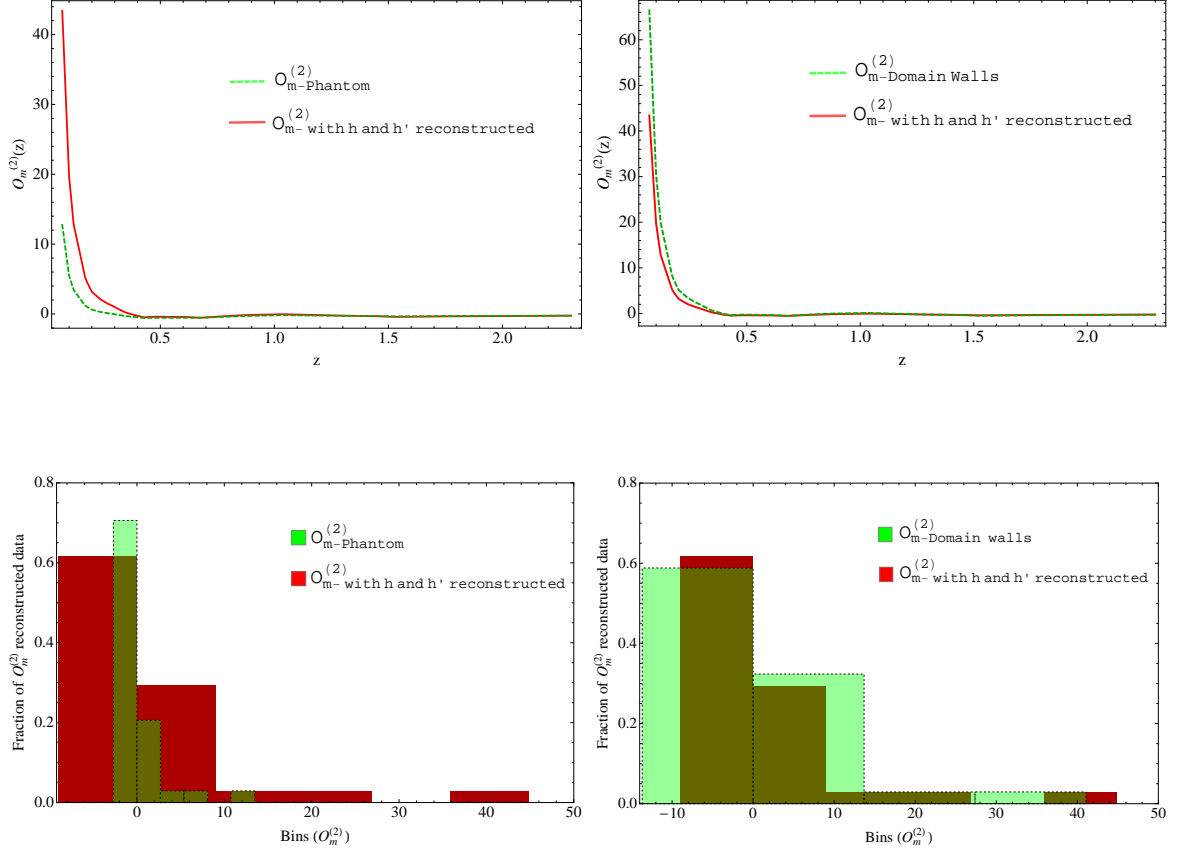 O_m-Phantom^(2)
O_m- with h and h' reconstructed^(2)
O_m^(2)(z)
40
30
20
10
0
0.5
1.0
1.5
2.0
z
O_m-Domain Walls^(2)
O_m- with h and h' reconstructed^(2)
O_m^(2)(z)
60
50
40
30
20
10
0
0.5
1.0
1.5
2.0
z
O_m-Phantom^(2)
O_m- with h and h' reconstructed^(2)
Fraction of O_m^(2) reconstructed data
0.8
0.6
0.4
0.2
0.0
0
10
20
30
40
50
Bins (O_m^(2))
O_m-Domain walls^(2)
O_m- with h and h' reconstructed^(2)
Fraction of O_m^(2) reconstructed data
0.8
0.6
0.4
0.2
0.0
−10
0
10
20
30
40
50
Bins (O_m^(2))